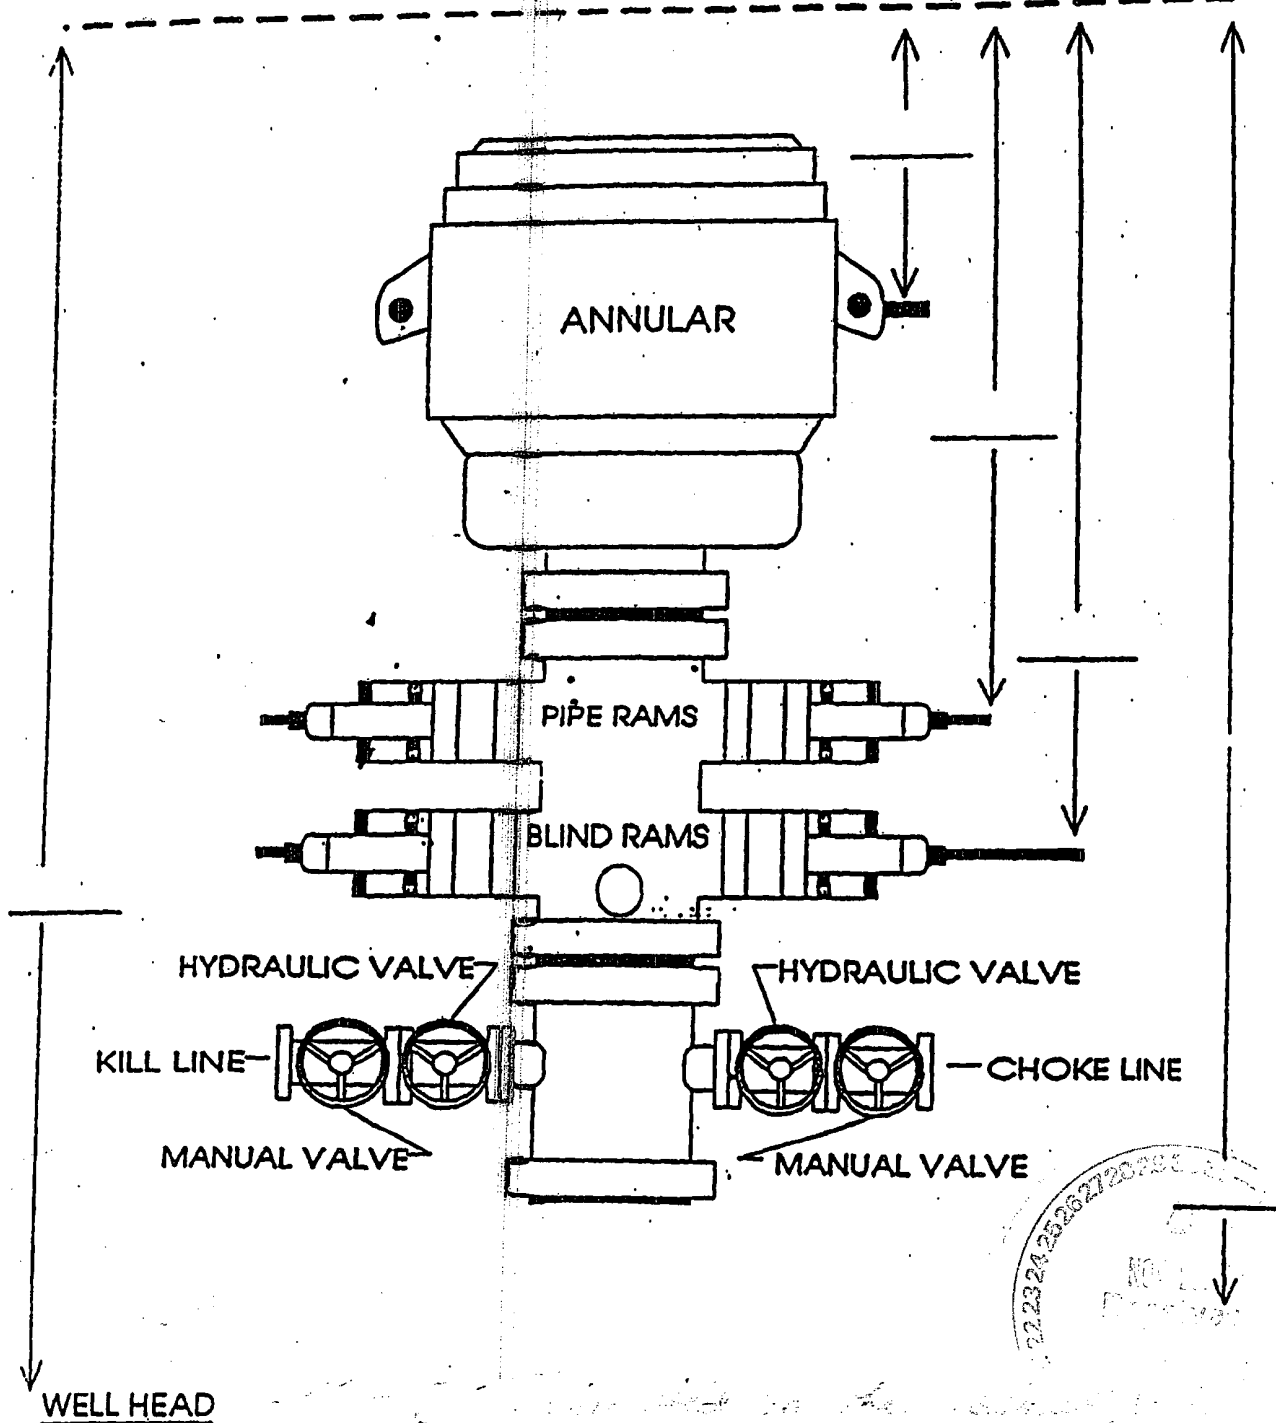 ANNULAR
PIPE RAMS
BLIND RAMS
HYDRAULIC VALVE
HYDRAULIC VALVE
KILL LINE
CHOKE LINE
MANUAL VALVE
MANUAL VALVE
WELL HEAD